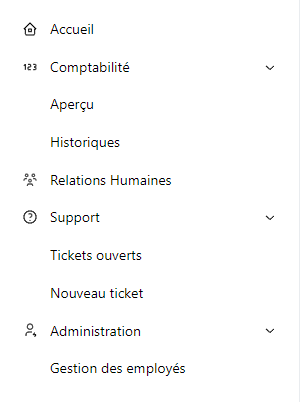 Accueil
123 Comptabilité
Aperçu
Historiques
Relations Humaines
? Support
Tickets ouverts
Nouveau ticket
Administration
Gestion des employés